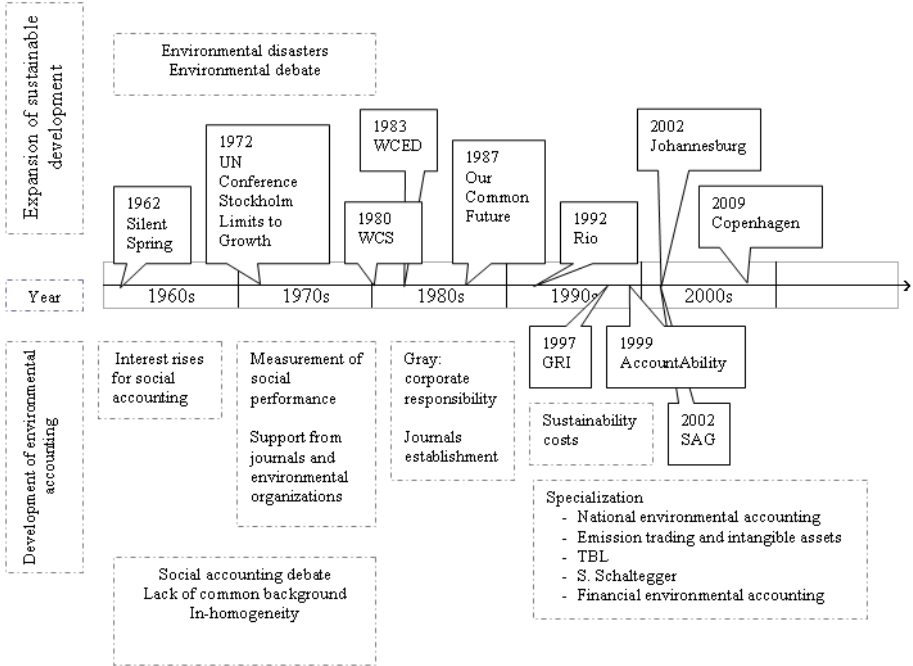 Expansion of sustainable
development
Environmental disasters
Environmental debate
1962
Silent
Spring
1972
UN
Conference
Stockholm
Limits to
Growth
1980
WCS
1983
WCED
1987
Our
Common
Future
1992
Rio
2002
Johannesburg
2009
Copenhagen
Year
1960s
1970s
1980s
1990s
2000s
1997
GRI
1999
AccountAbility
2002
SAG
Development of environmental
accounting
Interest rises
for social
accounting
Measurement of
social
performance
Support from
journals and
environmental
organizations
Gray:
corporate
responsibility
Journals
establishment
Sustainability
costs
Social accounting debate
Lack of common background
In-homogeneity
Specialization
- National environmental accounting
- Emission trading and intangible assets
- TBL
- S. Schaltegger
- Financial environmental accounting